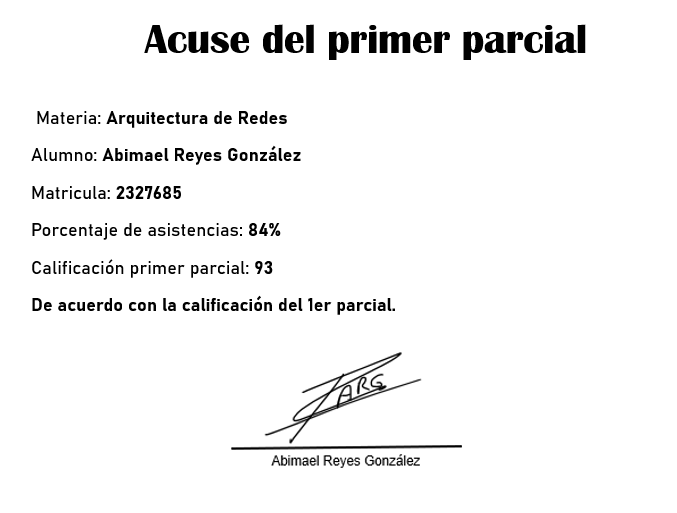 Acuse del primer parcial
Materia: Arquitectura de Redes
Alumno: Abimael Reyes González
Matricula: 2327685
Porcentaje de asistencias: 84%
Calificación primer parcial: 93
De acuerdo con la calificación del 1er parcial.
ARG
Abimael Reyes González